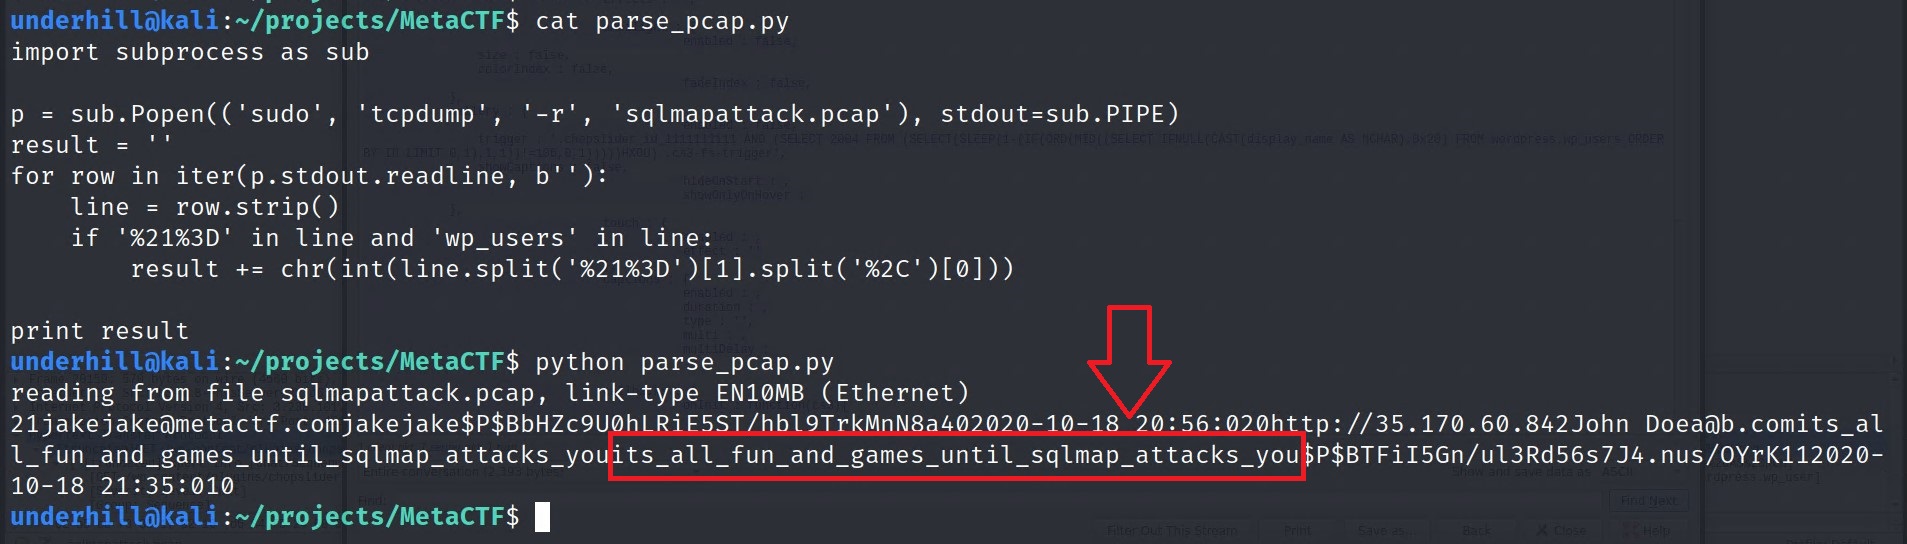 underhill@kali:~/projects/MetaCTF$ cat parse_pcap.py
import subprocess as sub
p = sub.Popen(('sudo', 'tcpdump', '-r', 'sqlmapattack.pcap'), stdout=sub.PIPE)
result = ''
for row in iter(p.stdout.readline, b''):
    line = row.strip()
    if '%21%3D' in line and 'wp_users' in line:
        result += chr(int(line.split('%21%3D')[1].split('%2C')[0]))
print result
underhill@kali:~/projects/MetaCTF$ python parse_pcap.py
reading from file sqlmapattack.pcap, link-type EN10MB (Ethernet)
21jakejake@metactf.comjakejake$P$BbHZc9U0hLRiE5ST/hbl9TrkMnN8a402020-10-18 20:56:020http://35.170.60.842John Doea@b.comits_al
l_fun_and_games_until_sqlmap_attacks_youits_all_fun_and_games_until_sqlmap_attacks_you$P$BTFiI5Gn/ul3Rd56s7J4.nus/OYrK112020-
10-18 21:35:010
underhill@kali:~/projects/MetaCTF$